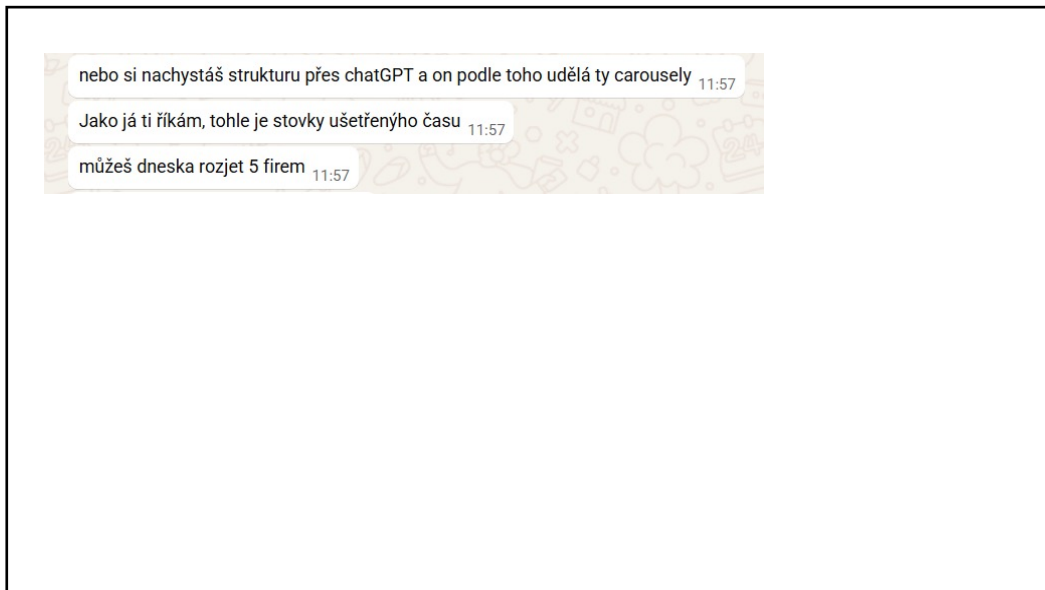 nebo si nachystáš strukturu přes chatGPT a on podle toho udělá ty carousely 11:57
Jako já ti říkám, tohle je stovky ušetřenýho času 11:57
můžeš dneska rozjet 5 firem 11:57